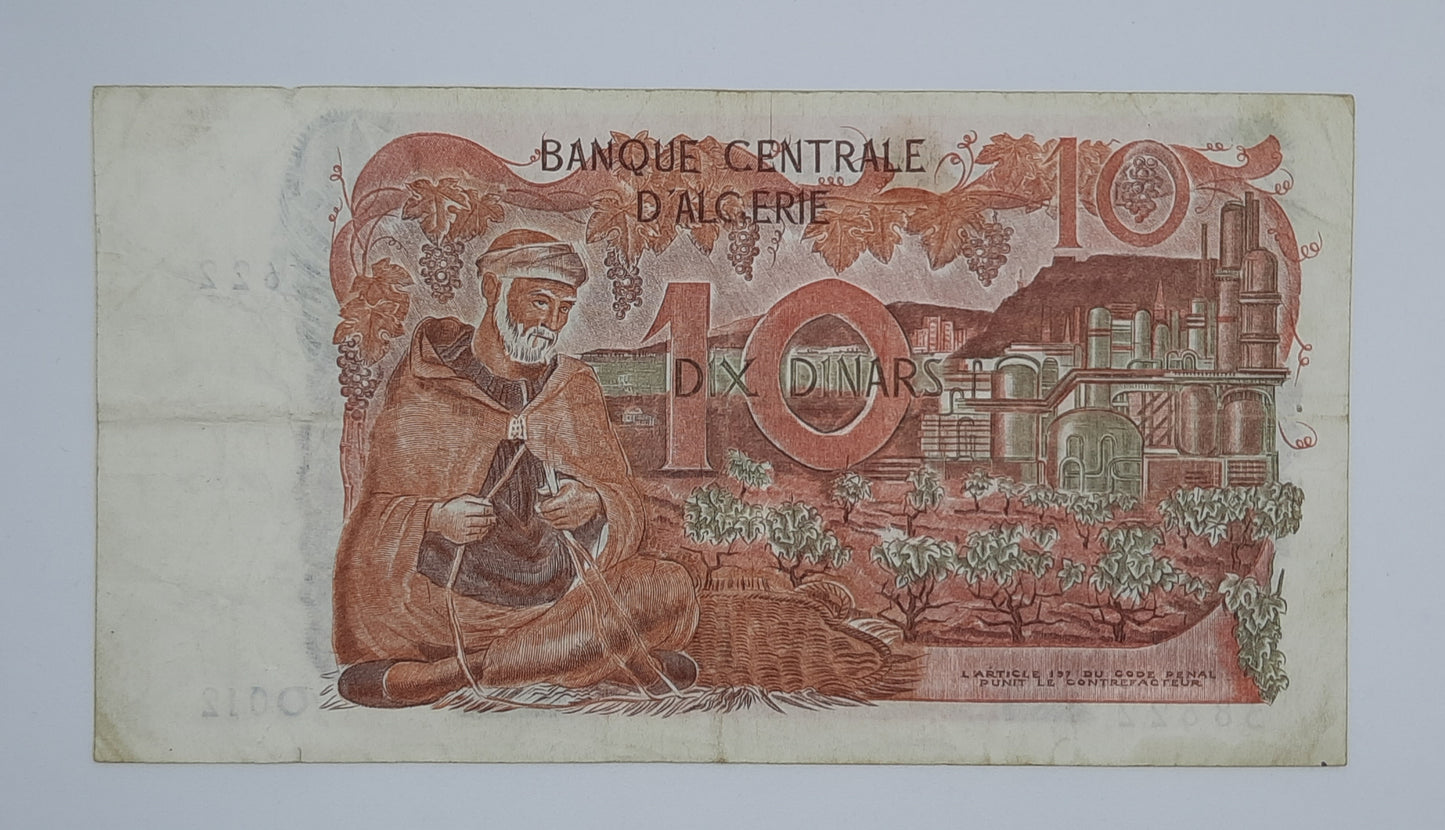 BANQUE CENTRALE
D'ALGERIE
10
10
DIX DINARS
L'ARTICLE 197 DU CODE PENAL
PUNIT LE CONTREFACTEUR